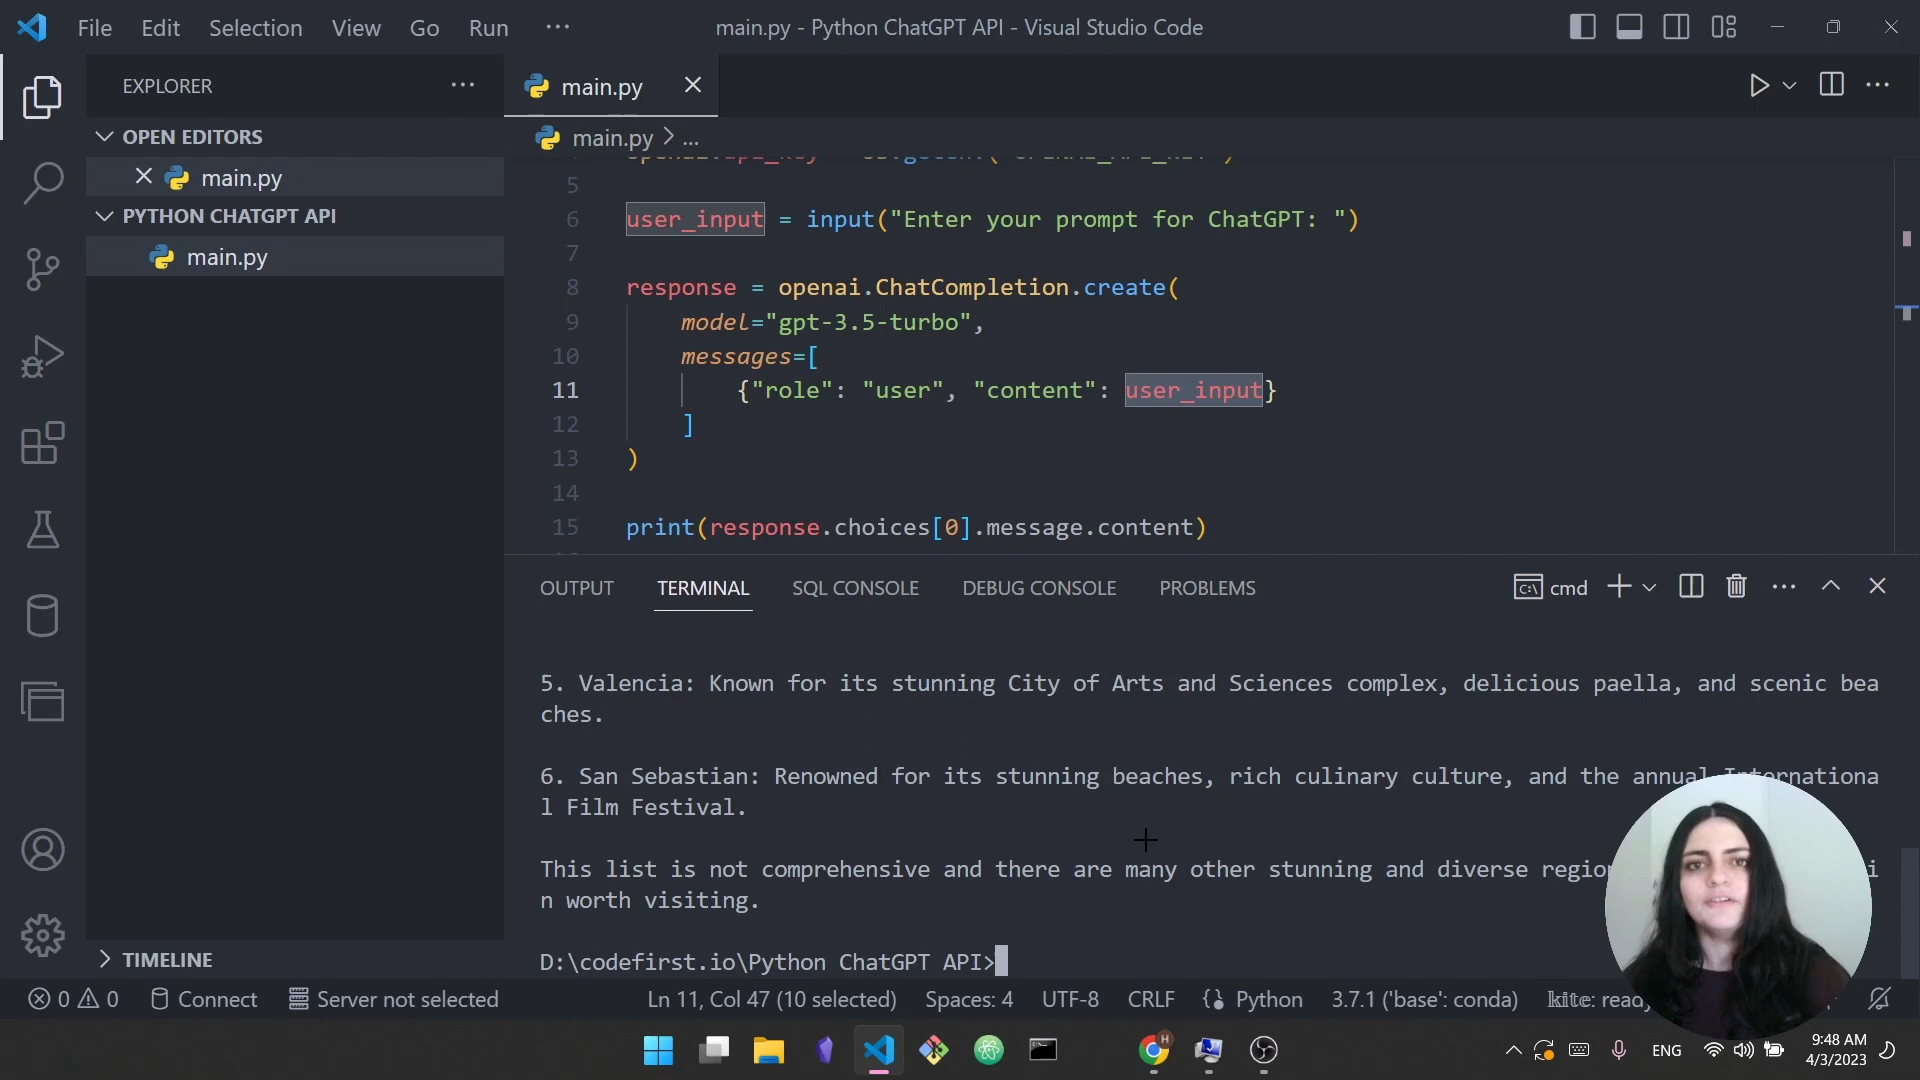 File Edit Selection View Go Run ...
main.py - Python ChatGPT API - Visual Studio Code
EXPLORER
OPEN EDITORS
main.py
PYTHON CHATGPT API
main.py
TIMELINE
main.py
main.py > ...
5
6 user_input = input("Enter your prompt for ChatGPT: ")
7
8 response = openai.ChatCompletion.create(
9 model="gpt-3.5-turbo",
10 messages=[
11 {"role": "user", "content": user_input}
12 ]
13 )
14
15 print(response.choices[0].message.content)
OUTPUT TERMINAL SQL CONSOLE DEBUG CONSOLE PROBLEMS
cmd
5. Valencia: Known for its stunning City of Arts and Sciences complex, delicious paella, and scenic bea
ches.
6. San Sebastian: Renowned for its stunning beaches, rich culinary culture, and the annual Internationa
l Film Festival.
This list is not comprehensive and there are many other stunning and diverse
n worth visiting.
D:\codefirst.io\Python ChatGPT API>
0 0 Connect Server not selected Ln 11, Col 47 (10 selected) Spaces: 4 UTF-8 CRLF Python 3.7.1 ('base': conda) kite:
ENG
9:48 AM
4/3/2023